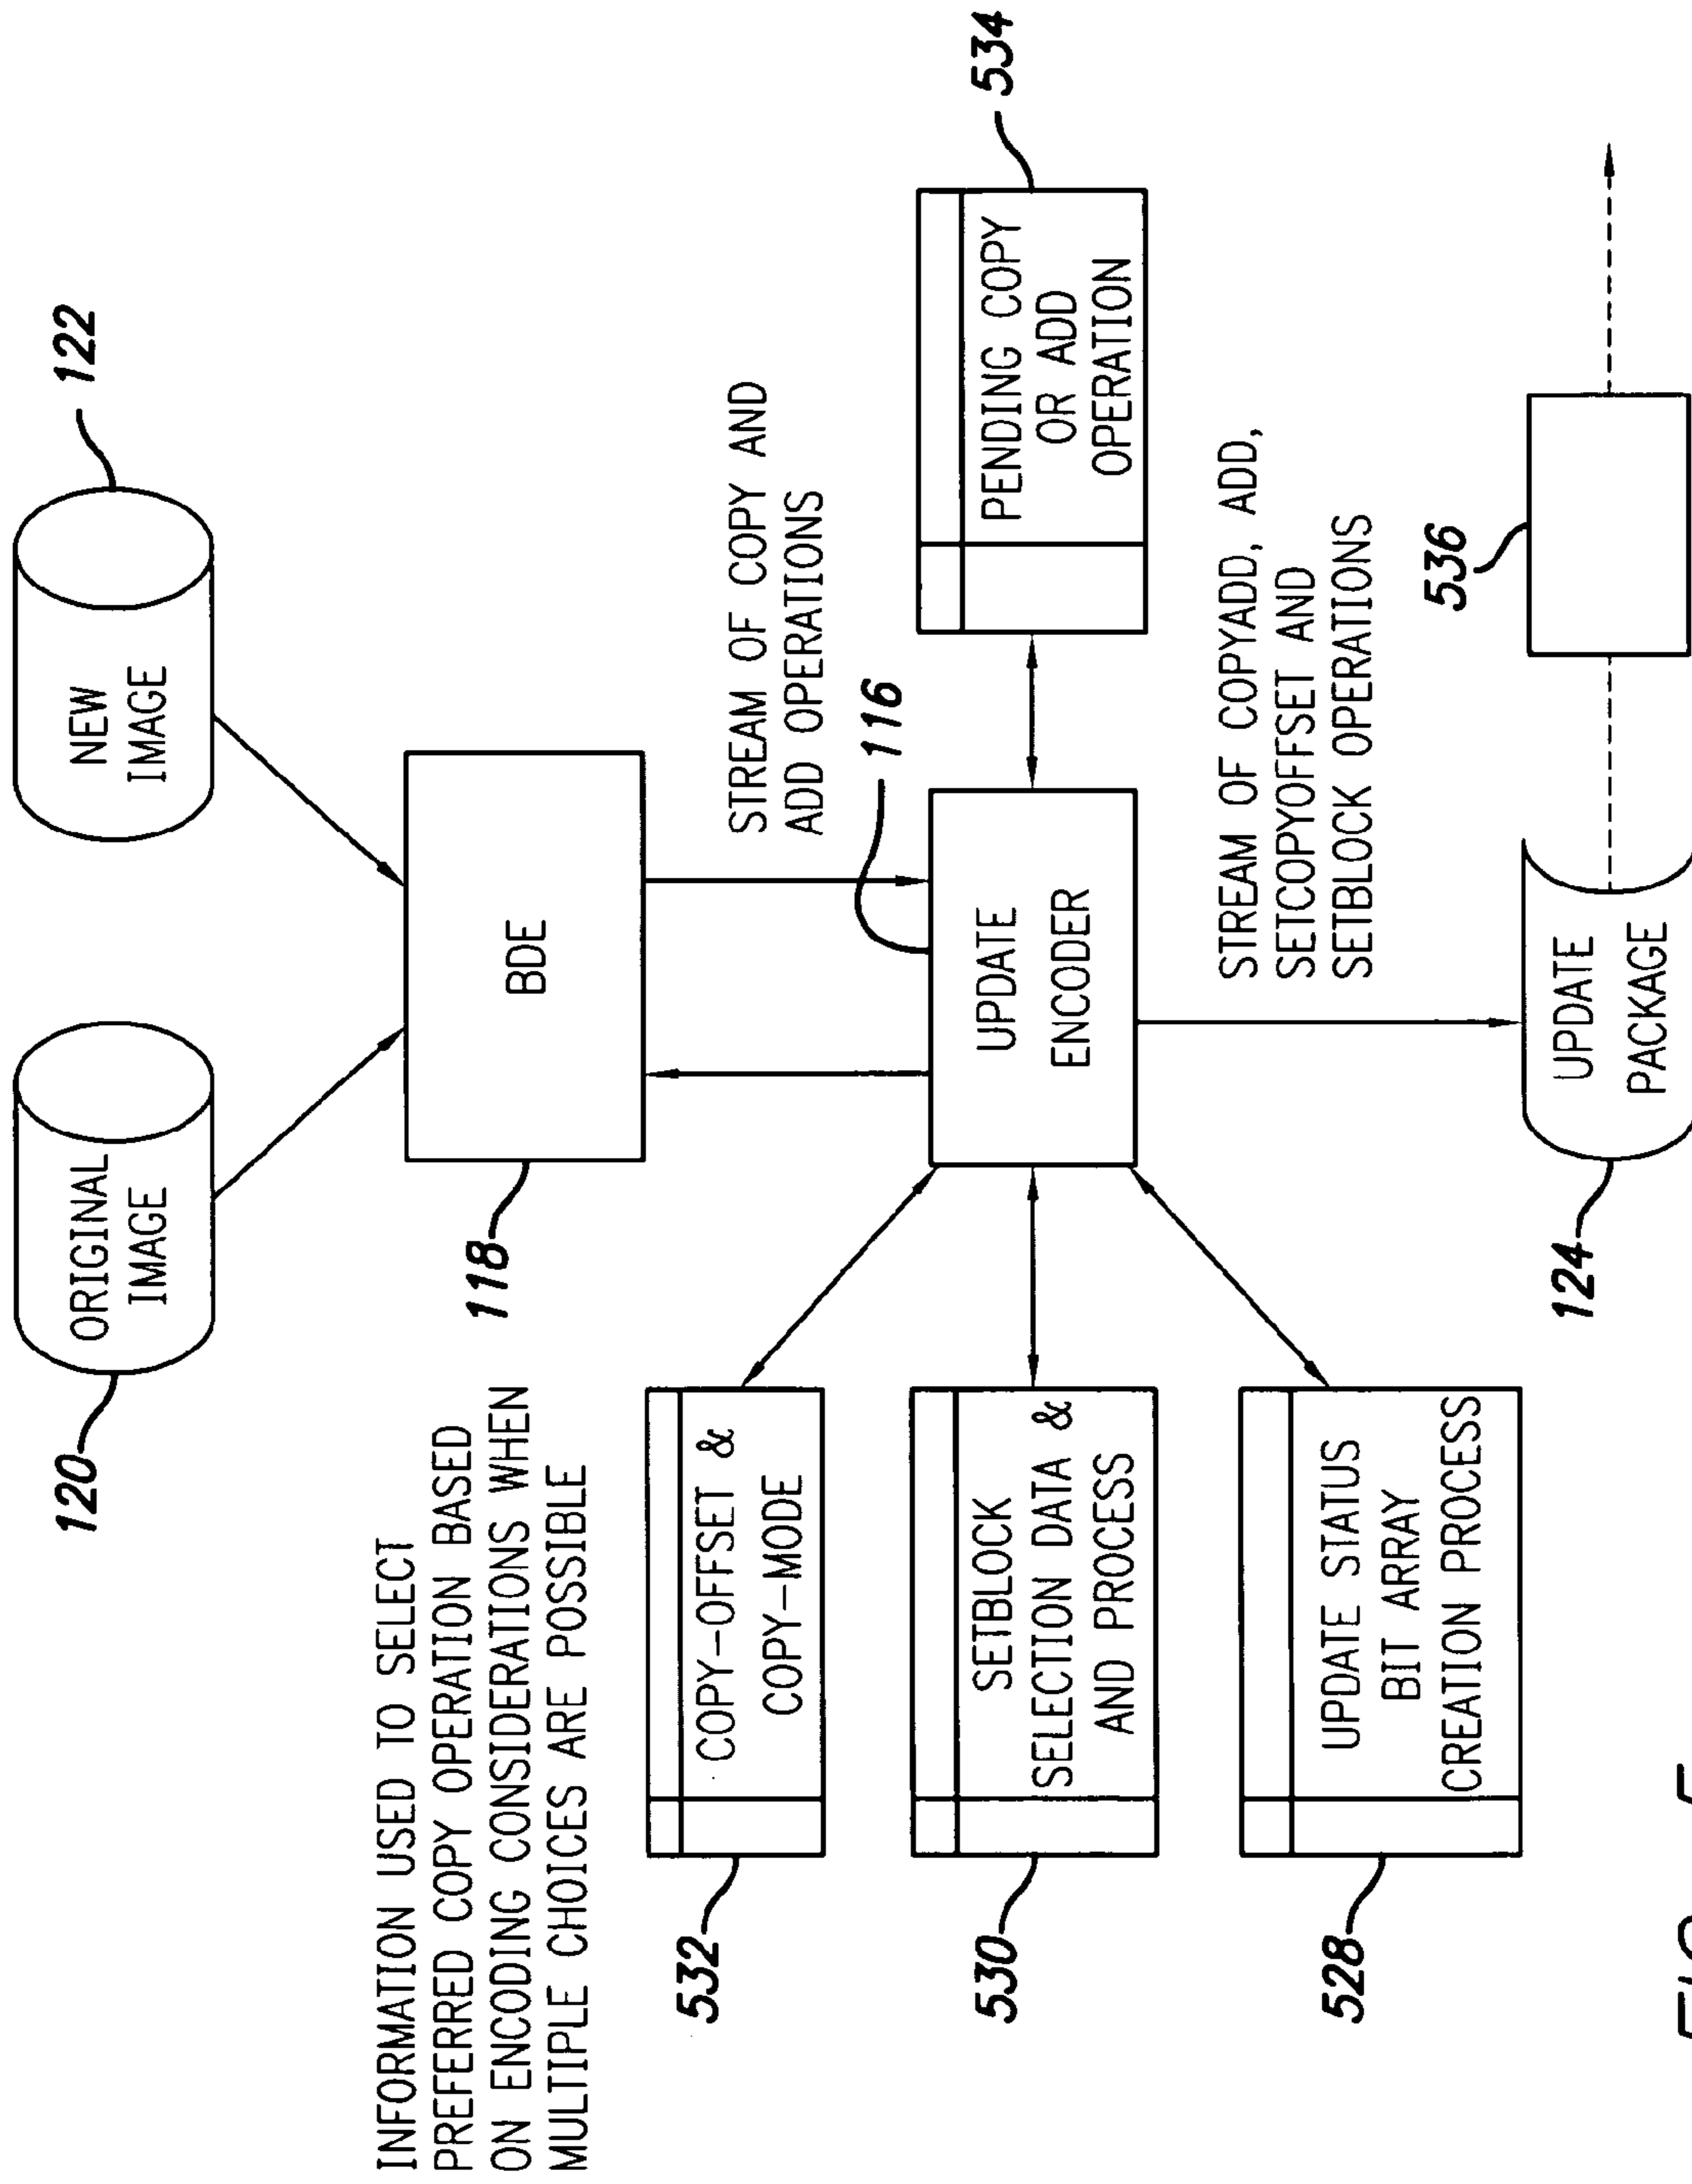 120
ORIGINAL
IMAGE
NEW
IMAGE
122
INFORMATION USED TO SELECT
PREFERRED COPY OPERATION BASED
ON ENCODING CONSIDERATIONS WHEN
MULTIPLE CHOICES ARE POSSIBLE
118
BDE
STREAM OF COPY AND
ADD OPERATIONS
116
532
COPY-OFFSET &
COPY-MODE
530
SETBLOCK
SELECTION DATA &
AND PROCESS
528
UPDATE STATUS
BIT ARRAY
CREATION PROCESS
UPDATE
ENCODER
PENDING COPY
OR ADD
OPERATION
534
STREAM OF COPYADD, ADD,
SETCOPYOFFSET AND
SETBLOCK OPERATIONS
124
UPDATE
PACKAGE
536